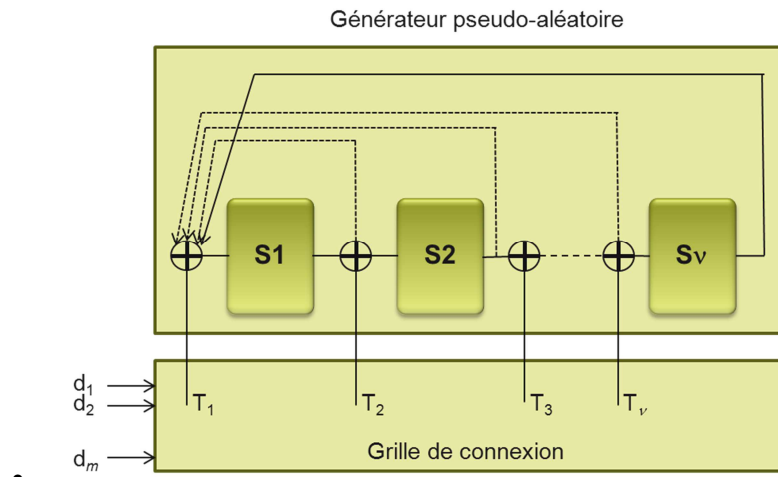 Générateur pseudo-aléatoire
S1 S2 Sν
d1
d2
T1 T2 T3 Tν
dm
Grille de connexion